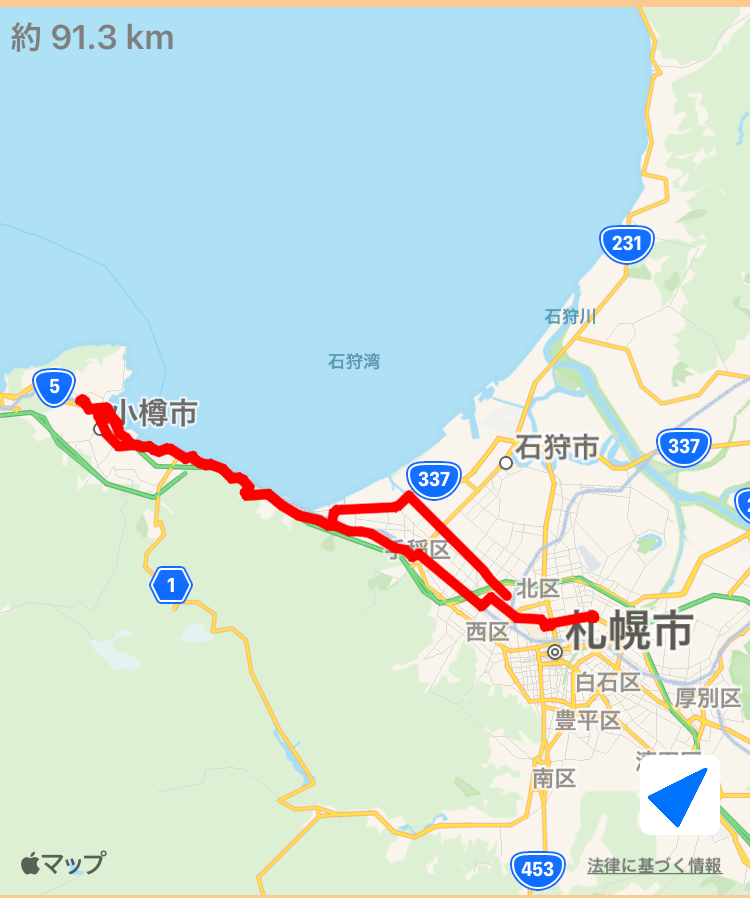 約 91.3 km
231
石狩川
石狩湾
5
小樽市
石狩市
337
337
手稲区
1
北区
西区
札幌市
白石区
厚別区
豊平区
南区
453
マップ
法律に基づく情報